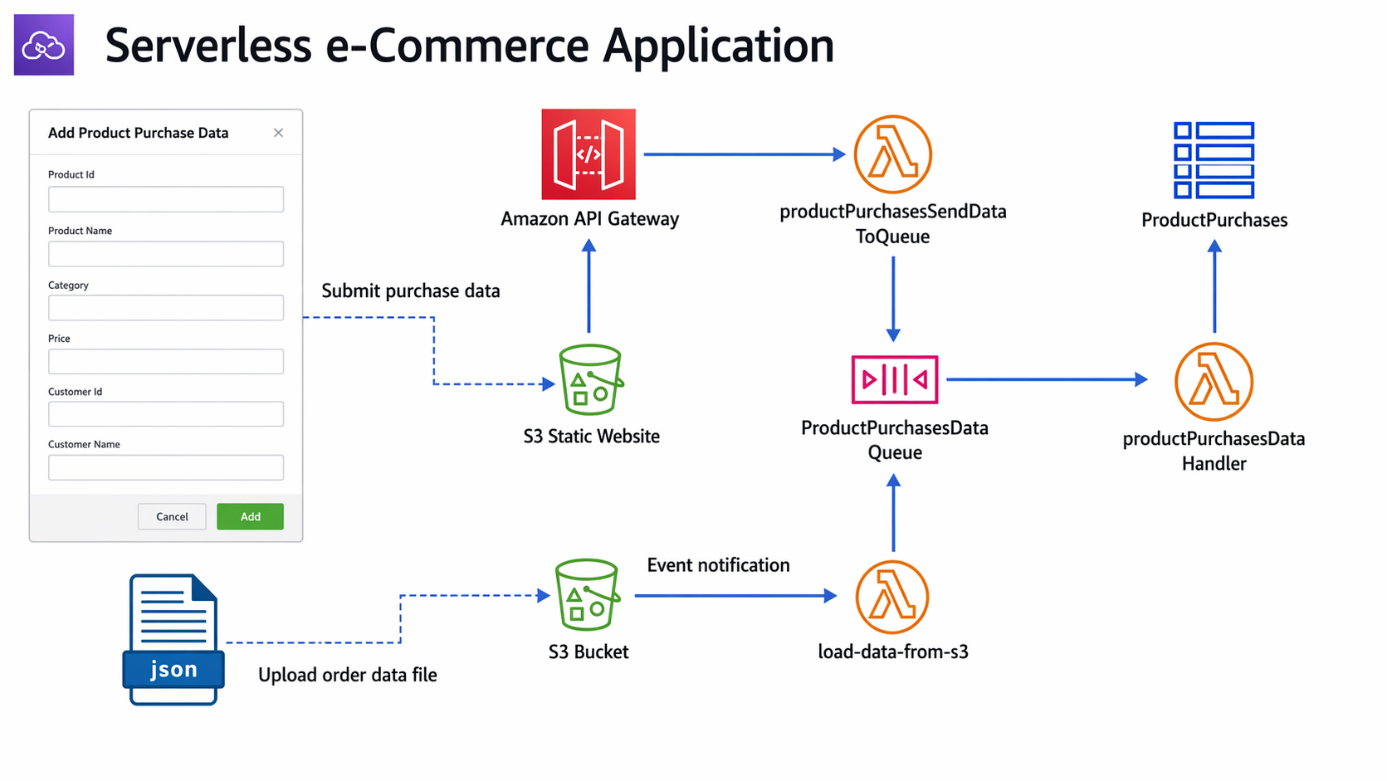 Serverless e-Commerce Application
Add Product Purchase Data
Product Id
Product Name
Category
Price
Customer Id
Customer Name
Cancel
Add
Submit purchase data
Amazon API Gateway
S3 Static Website
productPurchasesSendData
ToQueue
ProductPurchasesData
Queue
ProductPurchases
productPurchasesData
Handler
json
Upload order data file
S3 Bucket
Event notification
load-data-from-s3